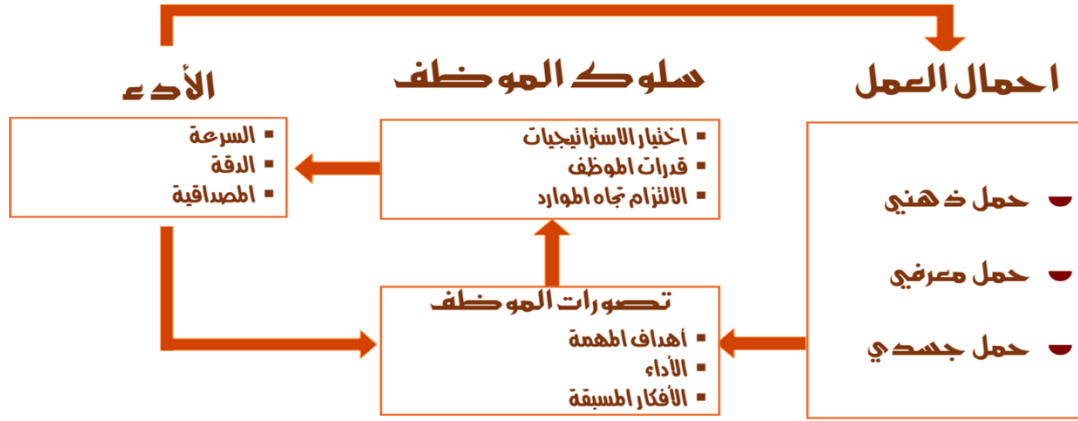 احمال العمل
حمل ذهني
حمل معرفي
حمل جسدي
سلوك الموظف
اختيار الاستراتيجيات
قدرات الموظف
الالتزام تجاه الموارد
تصورات الموظف
أهداف المهمة
الأداء
الأفكار المسبقة
الأدء
السرعة
الدقة
المصداقية